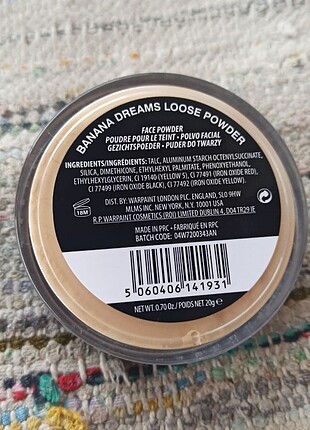 BANANA DREAMS LOOSE POWDER
FACE POWDER
POUDRE POUR LE TEINT • POLVO FACIAL
GEZICHTSPOEDER • PUDER DO TWARZY
INGREDIENTS/INGRÉDIENTS: TALC, ALUMINUM STARCH OCTENYLSUCCINATE,
SILICA, DIMETHICONE, ETHYLHEXYL PALMITATE, PHENOXYETHANOL,
ETHYLHEXYLGLYCERIN, CI 19140 (YELLOW 5), CI 77491 (IRON OXIDE RED),
CI 77499 (IRON OXIDE BLACK), CI 77492 (IRON OXIDE YELLOW).
18M
DIST. BY: WARPAINT LONDON PLC. ENGLAND, SL0 9HW
MLMS INC. NEW YORK, N.Y. 10001 USA
R.P. WARPAINT COSMETICS (ROI) LIMITED DUBLIN 4, D04 TR29 IE
MADE IN PRC • FABRIQUÉ EN RPC
BATCH CODE: 04W7200343AN
5 060406 141931
NET WT. 0.70 Oz./ POIDS NET 20g e